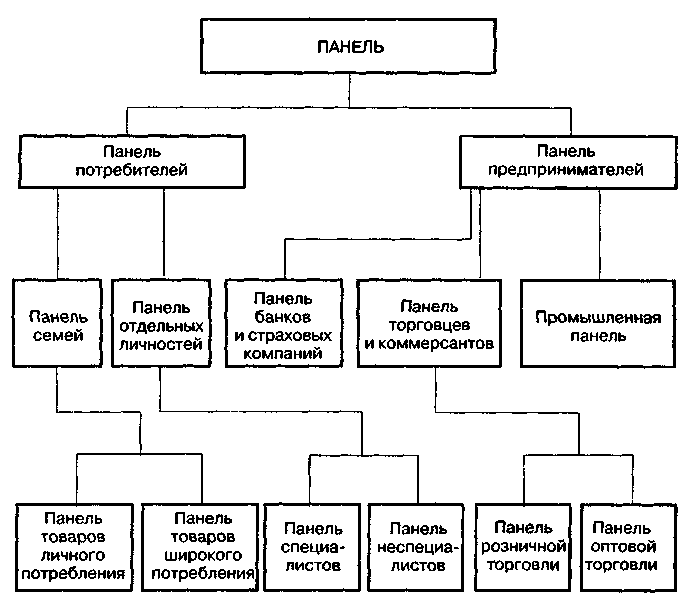 ПАНЕЛЬ
Панель
потребителей
Панель
предпринимателей
Панель
семей
Панель
отдельных
личностей
Панель
банков
и страховых
компаний
Панель
торговцев
и коммерсантов
Промышленная
панель
Панель
товаров
личного
потребления
Панель
товаров
широкого
потребления
Панель
специа-
листов
Панель
неспециа-
листов
Панель
розничной
торговли
Панель
оптовой
торговли